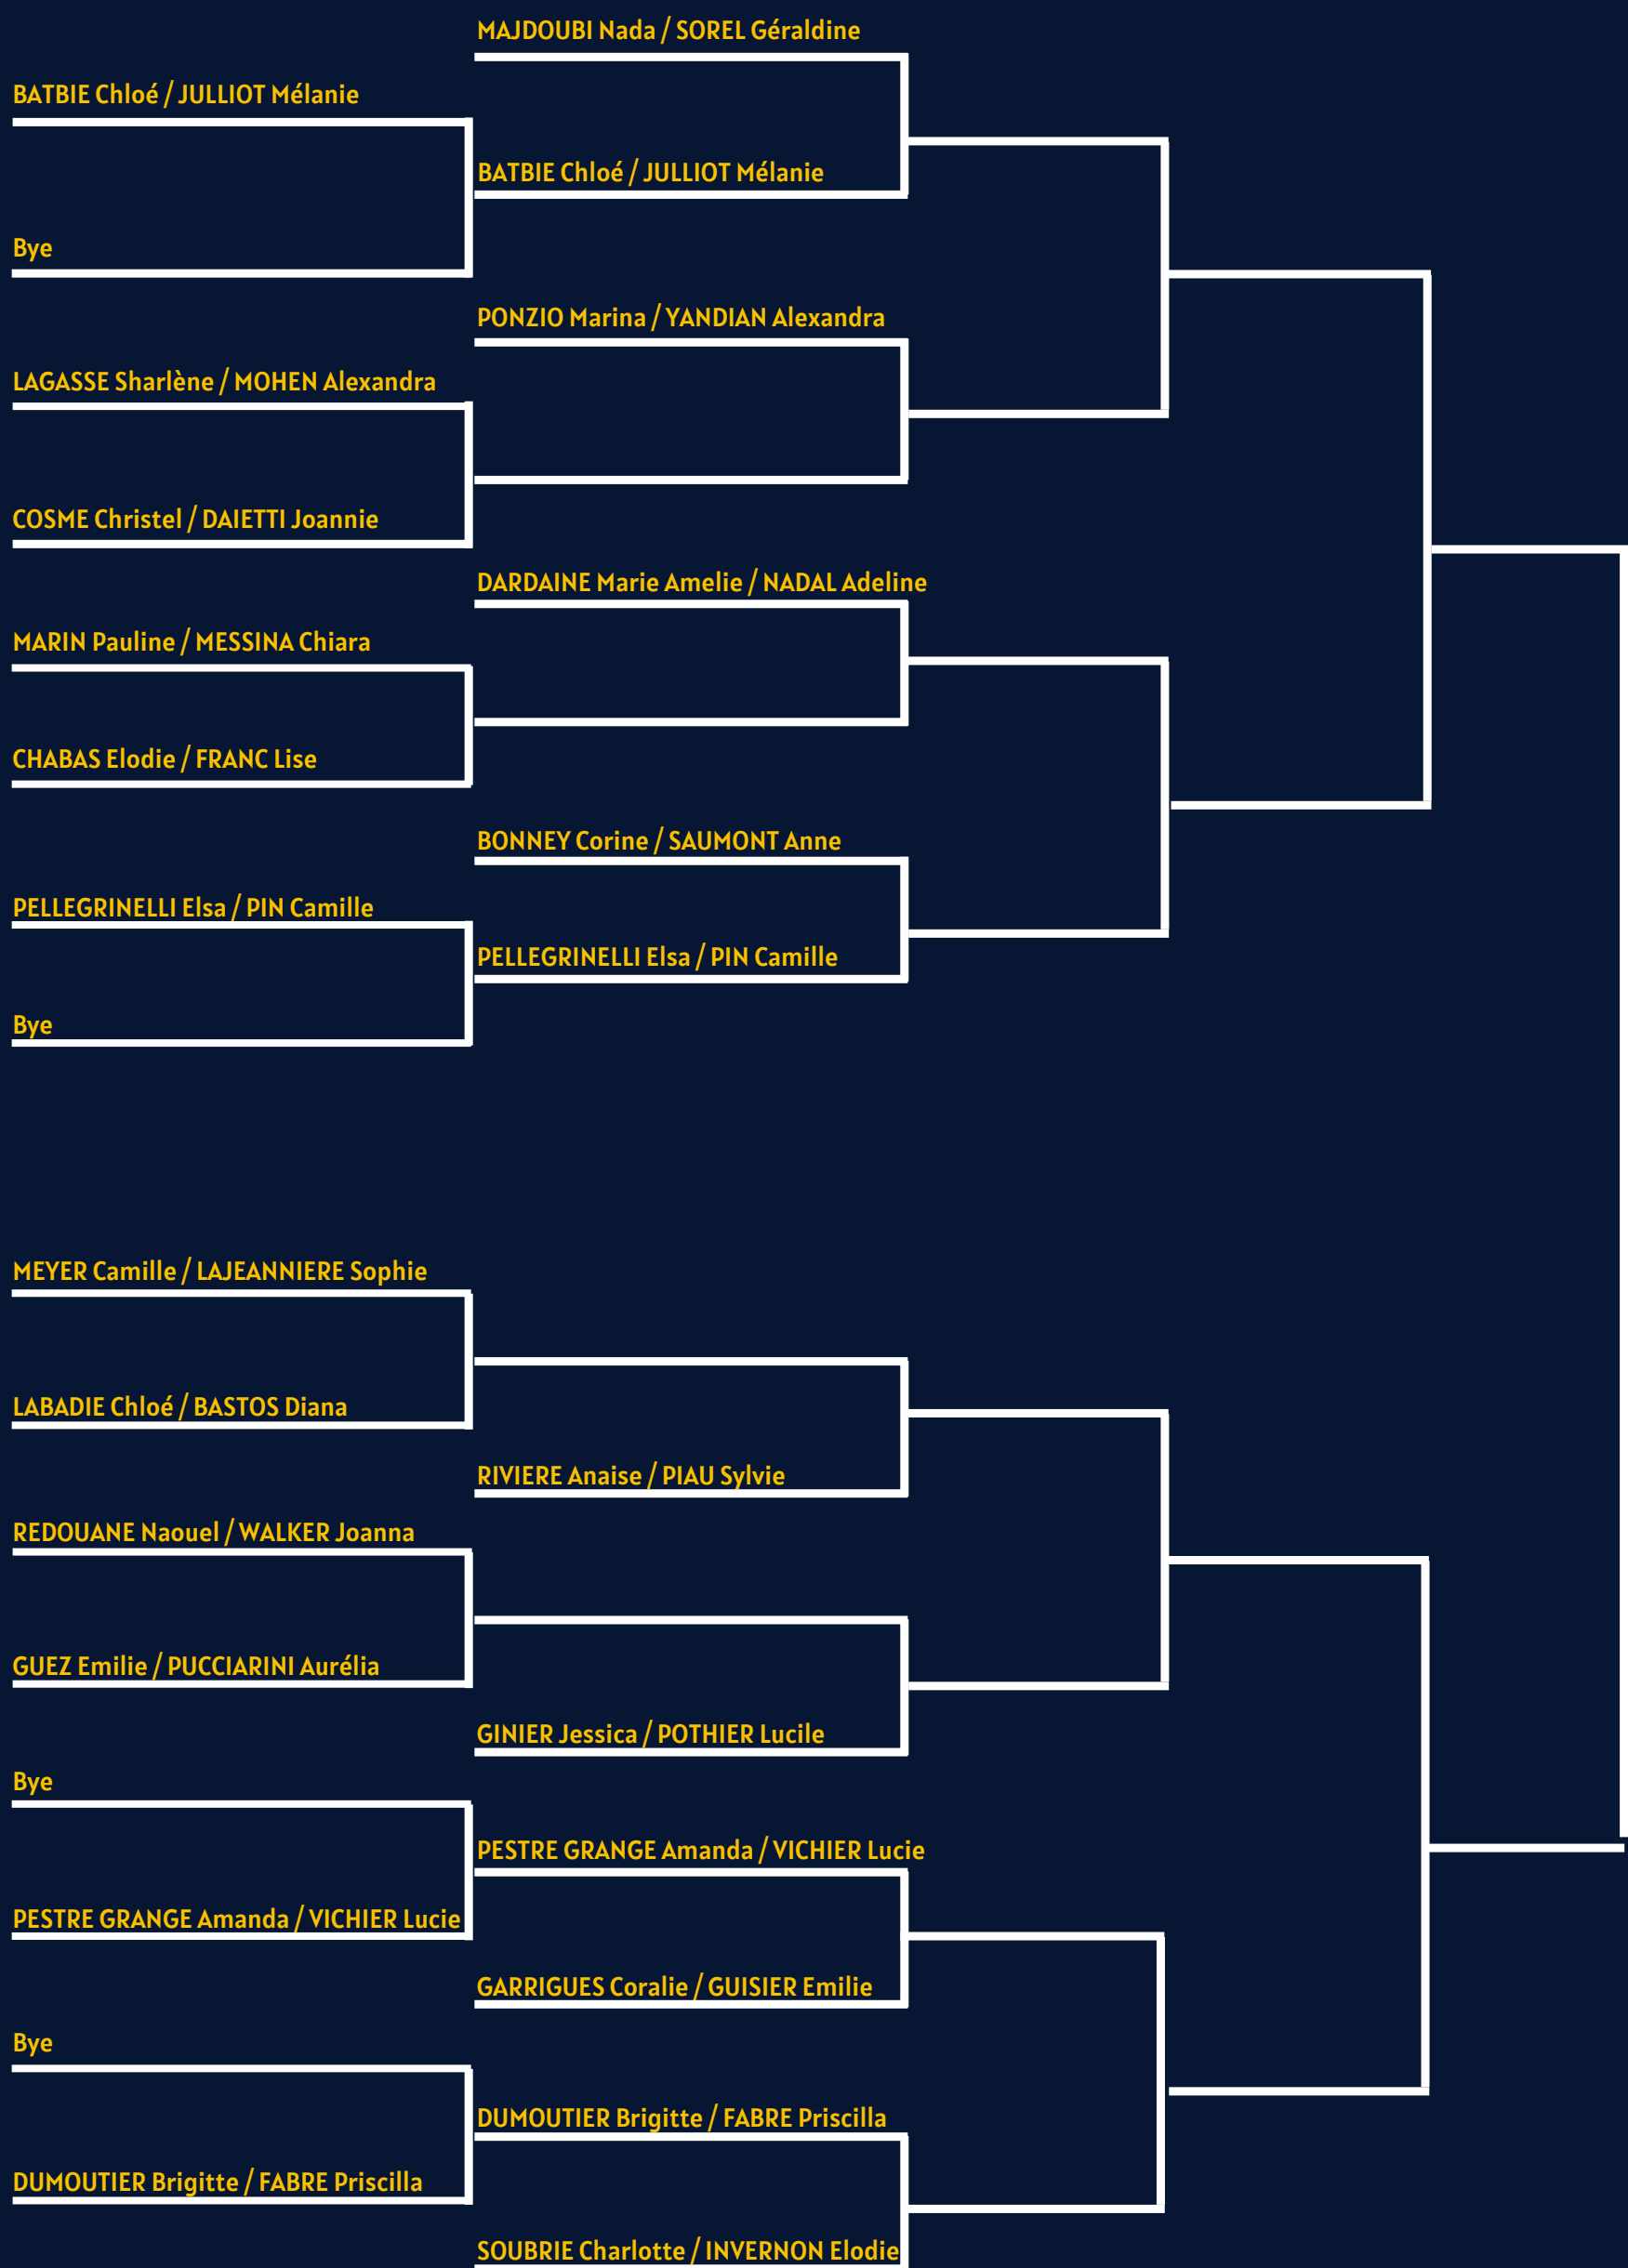 MAJDOUBI Nada / SOREL Géraldine
BATBIE Chloé / JULLIOT Mélanie
BATBIE Chloé / JULLIOT Mélanie
Bye
PONZIO Marina / YANDIAN Alexandra
LAGASSE Sharlène / MOHEN Alexandra
COSME Christel / DAIETTI Joannie
DARDAINE Marie Amelie / NADAL Adeline
MARIN Pauline / MESSINA Chiara
CHABAS Elodie / FRANC Lise
BONNEY Corine / SAUMONT Anne
PELLEGRINELLI Elsa / PIN Camille
PELLEGRINELLI Elsa / PIN Camille
Bye
MEYER Camille / LAJEANNIERE Sophie
LABADIE Chloé / BASTOS Diana
RIVIERE Anaise / PIAU Sylvie
REDOUANE Naouel / WALKER Joanna
GUEZ Emilie / PUCCIARINI Aurélia
GINIER Jessica / POTHIER Lucile
Bye
PESTRE GRANGE Amanda / VICHIER Lucie
PESTRE GRANGE Amanda / VICHIER Lucie
GARRIGUES Coralie / GUISIER Emilie
Bye
DUMOUTIER Brigitte / FABRE Priscilla
DUMOUTIER Brigitte / FABRE Priscilla
SOUBRIE Charlotte / INVERNON Elodie